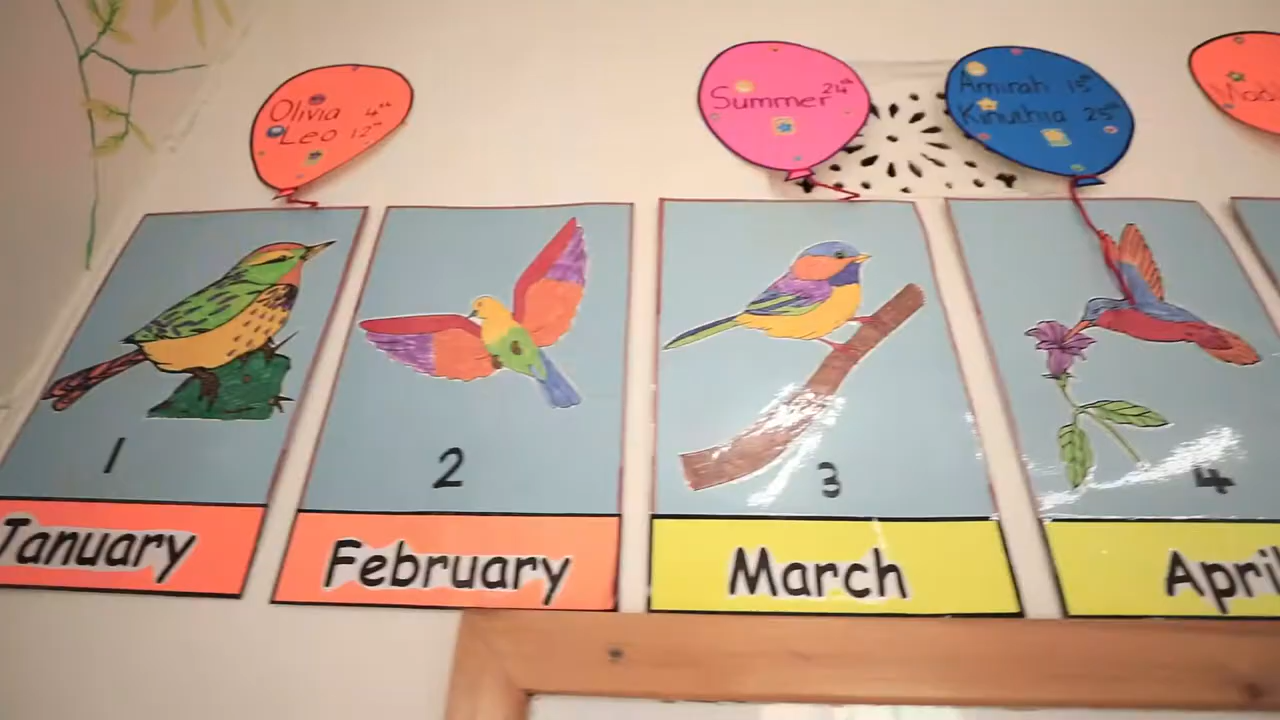 Olivia 4th
Leo 12th
Summer 24th
Amirah 15th
Kinuthia 25th
1
2
3
4
January
February
March
April